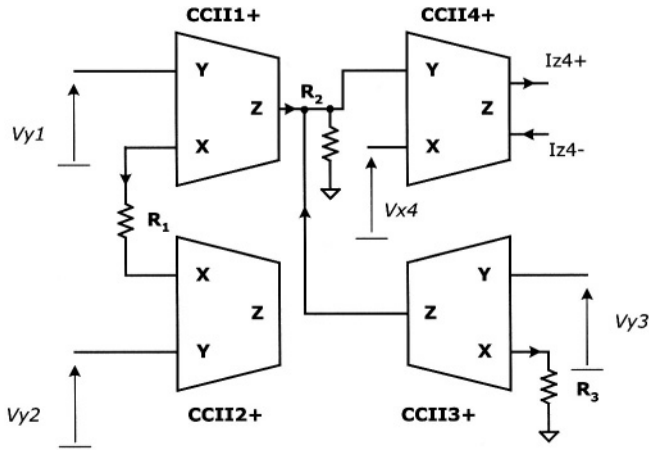 CCII1+
CCII4+
Y
Z
X
R2
Y
Z
X
Iz4+
Iz4-
Vy1
Vx4
R1
X
Z
Y
Y
Z
X
Vy3
Vy2
R3
CCII2+
CCII3+